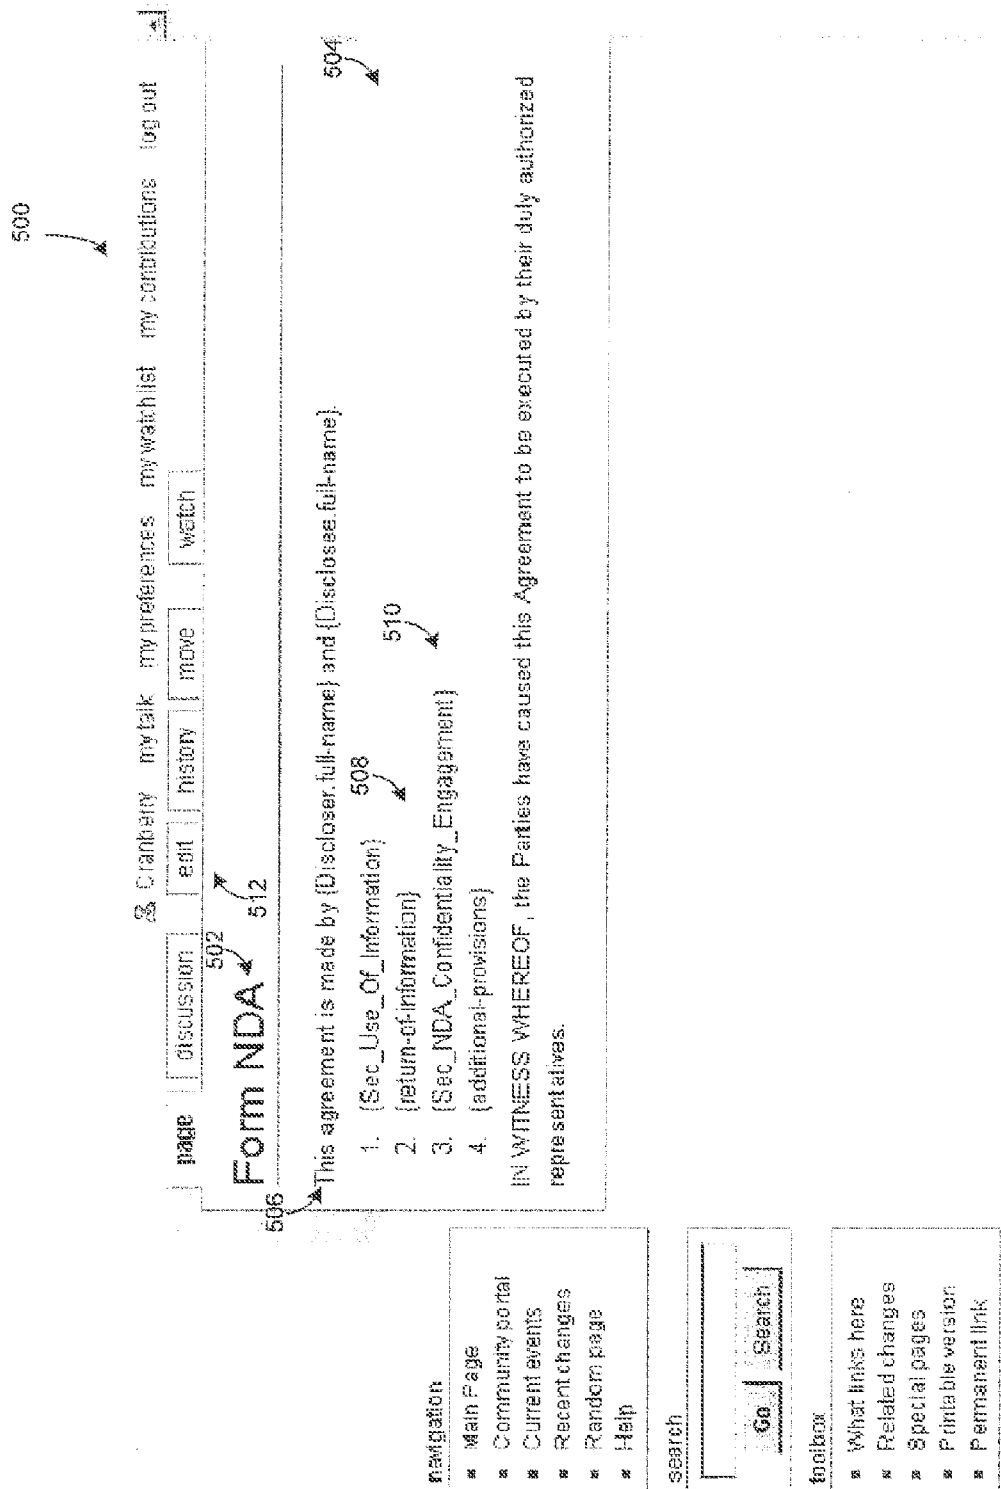 500
Cranberry my talk my preferences my watchlist my contributions log out
page discussion edit history move watch
502
512
Form NDA
506
504
This agreement is made by {Discloser.full-name} and {Disclosee.full-name}.
508
1. {Sec_Use_Of_Information}
2. {return-of-information}
510
3. {Sec_NDA_Confidentiality_Engagement}
4. {additional-provisions}
IN WITNESS WHEREOF, the Parties have caused this Agreement to be executed by their duly authorized
representatives.
navigation
Main Page
Community portal
Current events
Recent changes
Random page
Help
search
Go Search
toolbox
What links here
Related changes
Special pages
Printable version
Permanent link